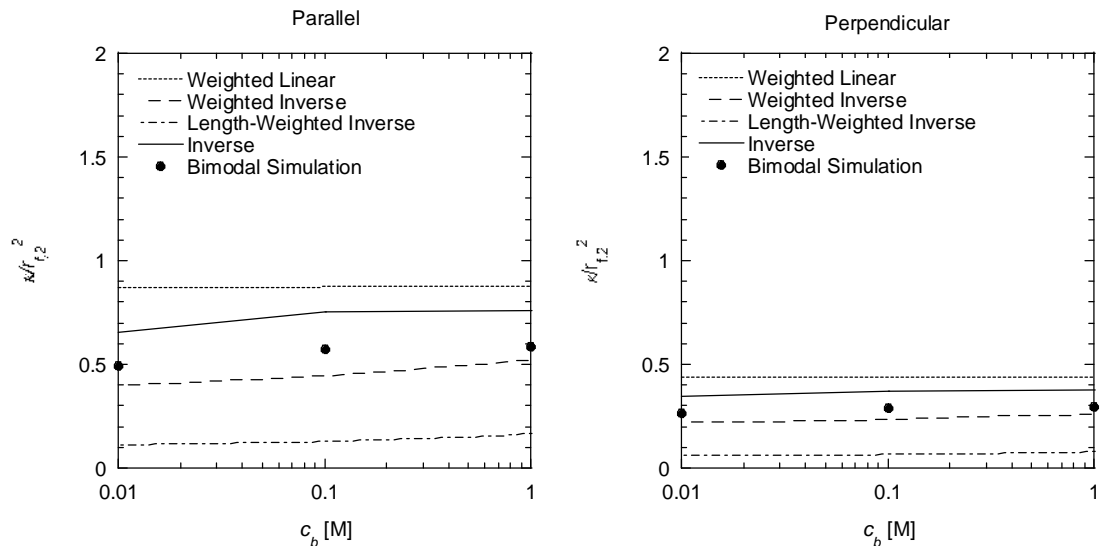 Parallel
2
Weighted Linear
Weighted Inverse
Length-Weighted Inverse
Inverse
Bimodal Simulation
1.5
κ/r_{f,2}^2
1
0.5
0
0.01
0.1
1
c_b [M]
Perpendicular
2
Weighted Linear
Weighted Inverse
Length-Weighted Inverse
Inverse
Bimodal Simulation
1.5
κ/r_{f,2}^2
1
0.5
0
0.01
0.1
1
c_b [M]